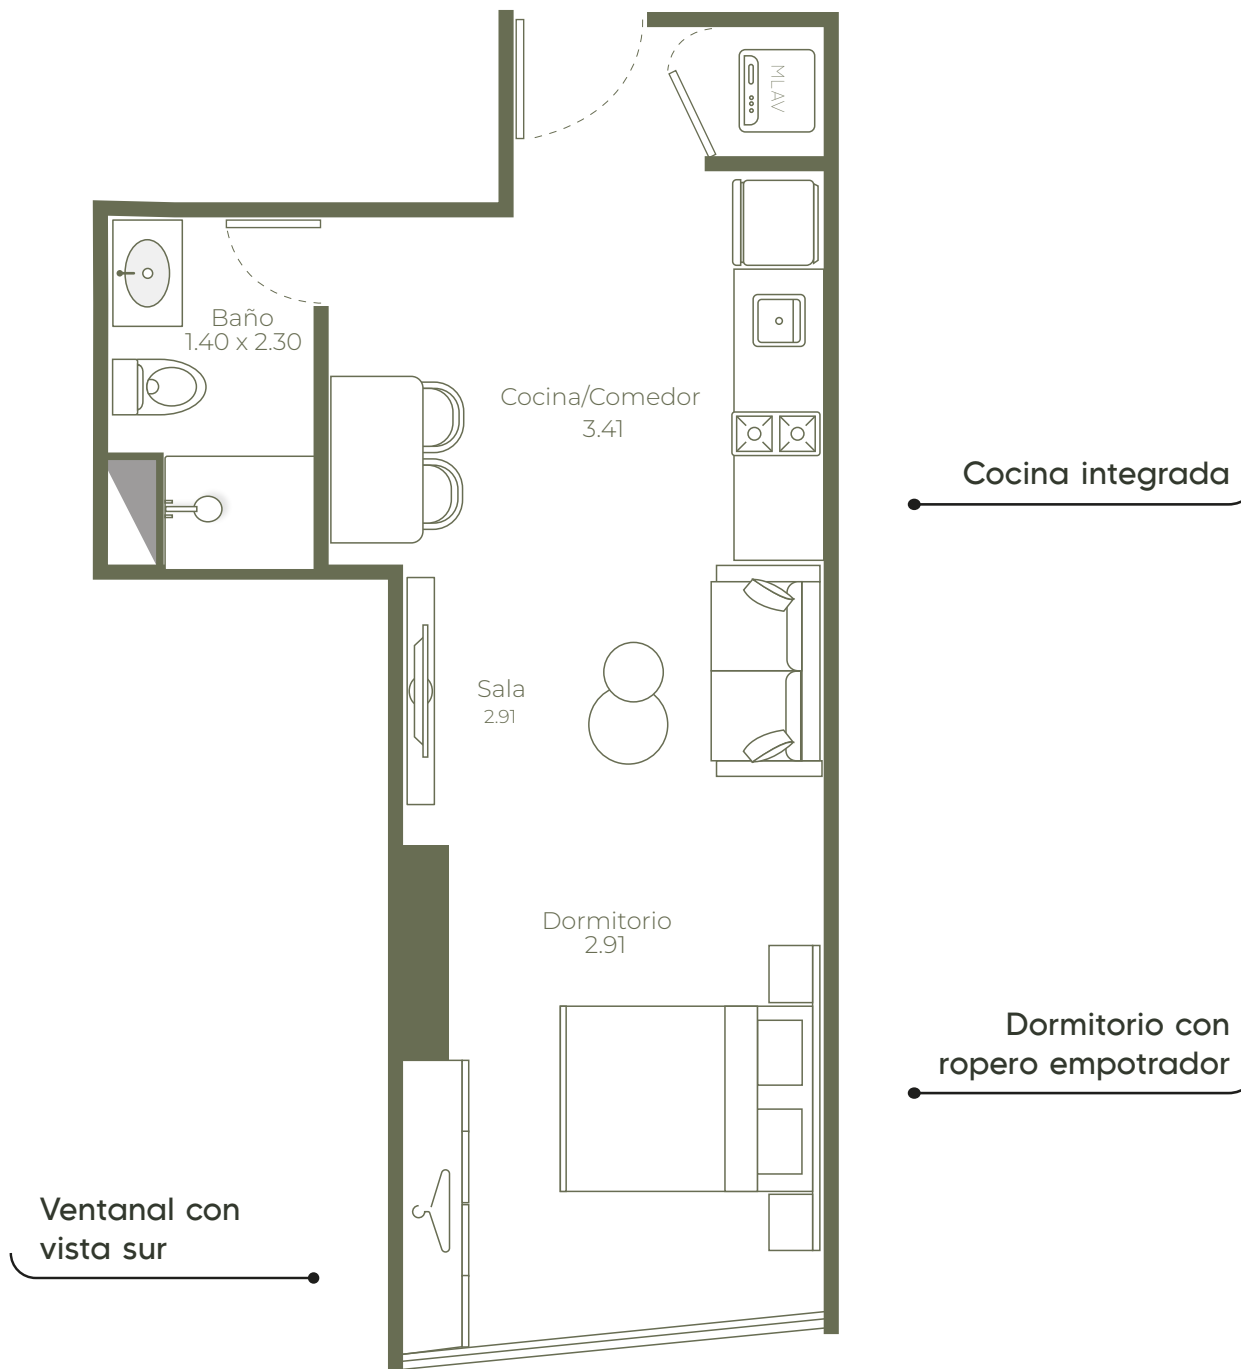 MLAV
Baño
1.40 x 2.30
Cocina/Comedor
3.41
Cocina integrada
Sala
2.91
Dormitorio
2.91
Dormitorio con
ropero empotrador
Ventanal con
vista sur